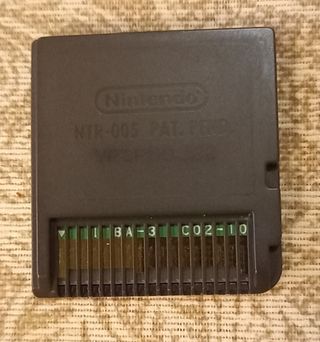 Nintendo
NTR-005 PAT. PEND.
I BA-3 C02-10